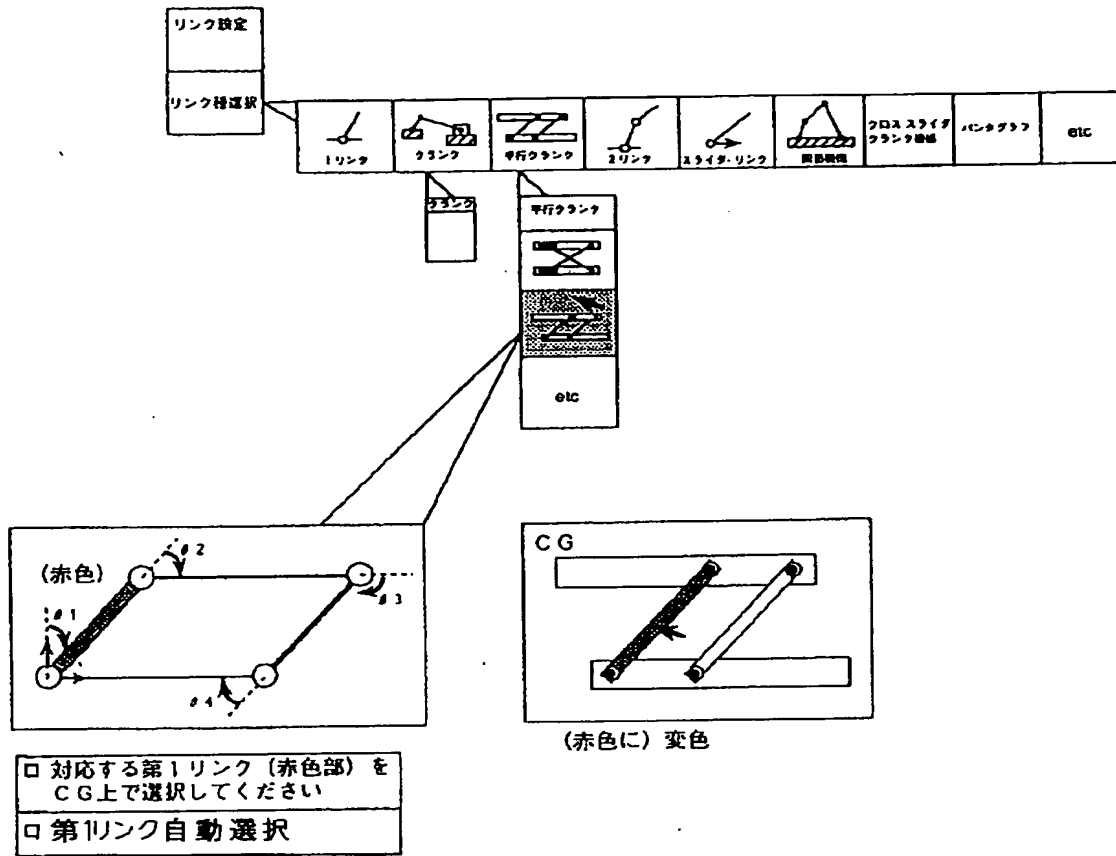 リンク設定
リンク種選択
1リンク
クランク
平行クランク
2リンク
スライダ・リンク
クロス スライダ
クランク機構
パンタグラフ
etc
クランク
平行クランク
etc
(赤色)
θ1
θ2
θ3
θ4
CG
(赤色に) 変色
□ 対応する第1リンク (赤色部) を
CG上で選択してください
□ 第1リンク自動選択